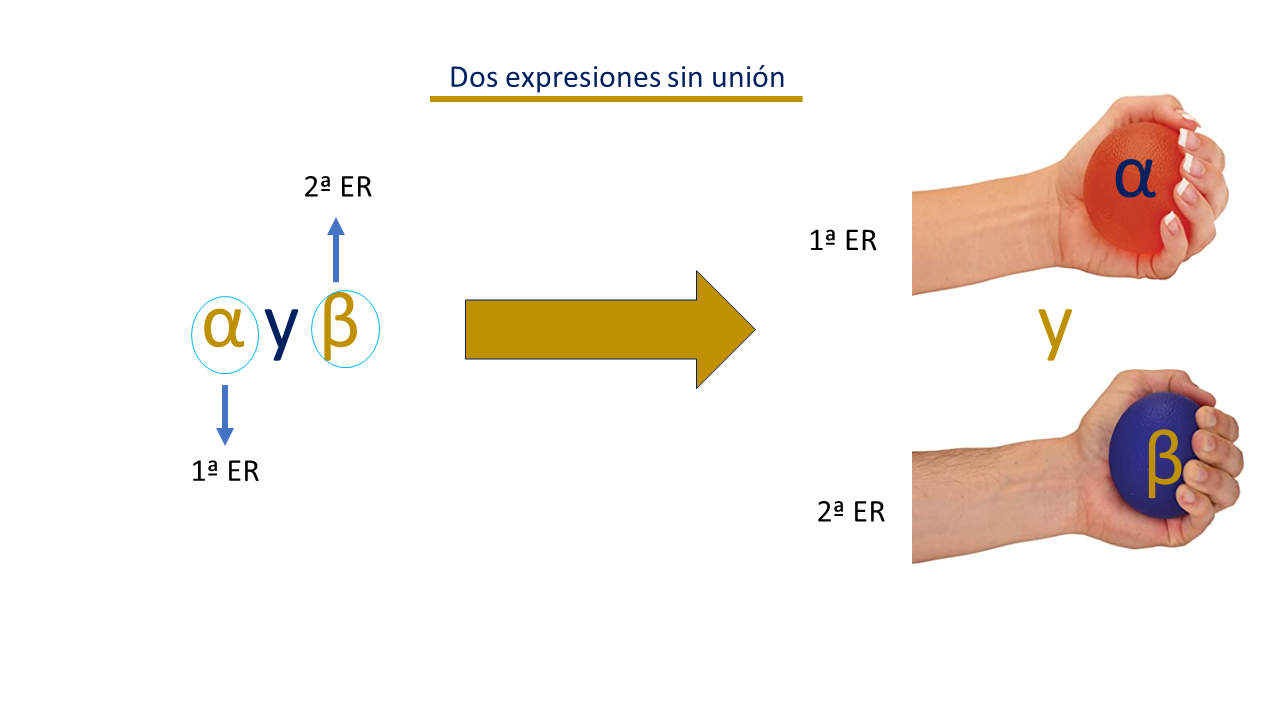 Dos expresiones sin unión
2ª ER
α y β
1ª ER
α
1ª ER
y
β
2ª ER